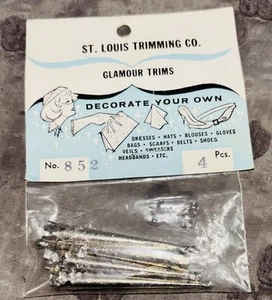 ST. LOUIS TRIMMING CO.
GLAMOUR TRIMS
DECORATE YOUR OWN
DRESSES • HATS • BLOUSES • GLOVES
BAGS • SCARFS • BELTS • SHOES
VEILS • SWEATERS
HEADBANDS • ETC.
No. 852 4 Pcs.